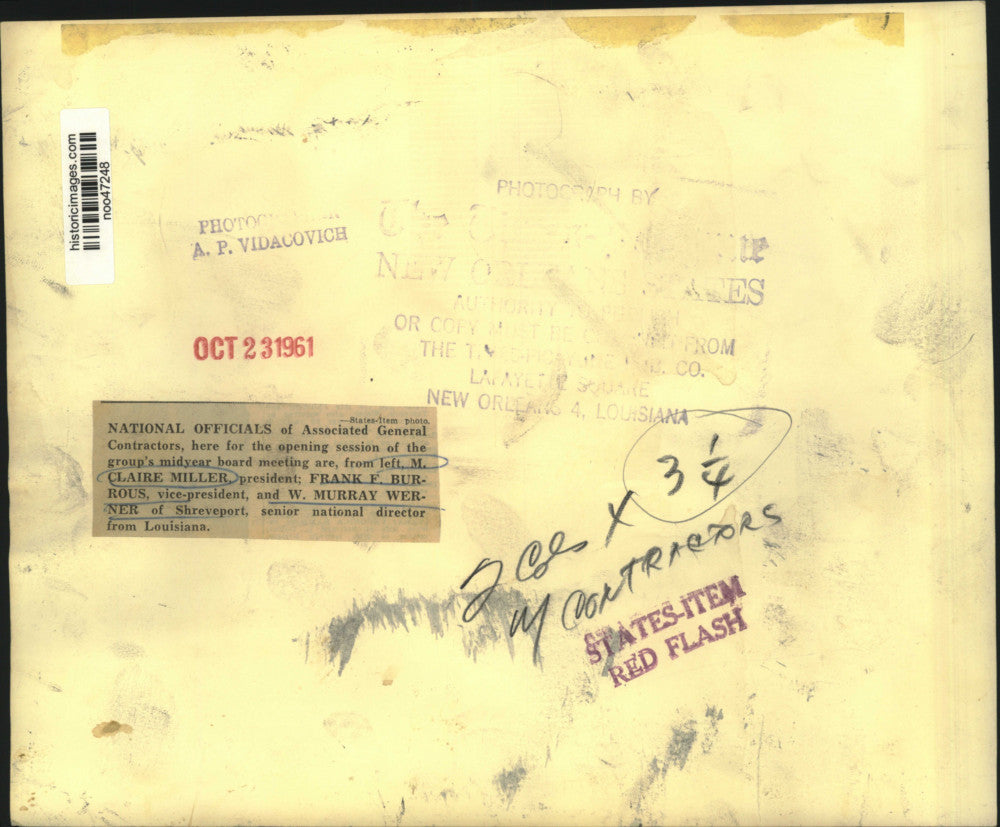 historicimages.com
noo47248
PHOTOGRAPH BY
A. P. VIDACOVICH
PHOTOGRAPH BY
NEW ORLEANS STATES
AUTHORITY TO PUBLISH
OR COPY MUST BE OBTAINED FROM
THE TIMES-PICAYUNE PUB. CO.
LAFAYETTE SQUARE
NEW ORLEANS 4, LOUISIANA
OCT 2 3 1961
—States-Item photo.
NATIONAL OFFICIALS of Associated General
Contractors, here for the opening session of the
group's midyear board meeting are, from left, M.
CLAIRE MILLER, president; FRANK F. BUR-
ROUS, vice-president, and W. MURRAY WER-
NER of Shreveport, senior national director
from Louisiana.
2 Cols X 3 1/4
w/ CONTRACTORS
STATES-ITEM
RED FLASH